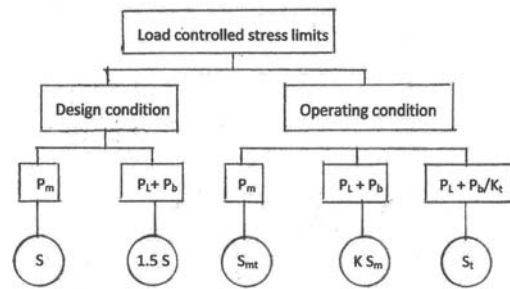 Load controlled stress limits
Design condition
Operating condition
Pm
PL+ Pb
Pm
PL + Pb
PL + Pb/Kt
S
1.5 S
Smt
K Sm
St